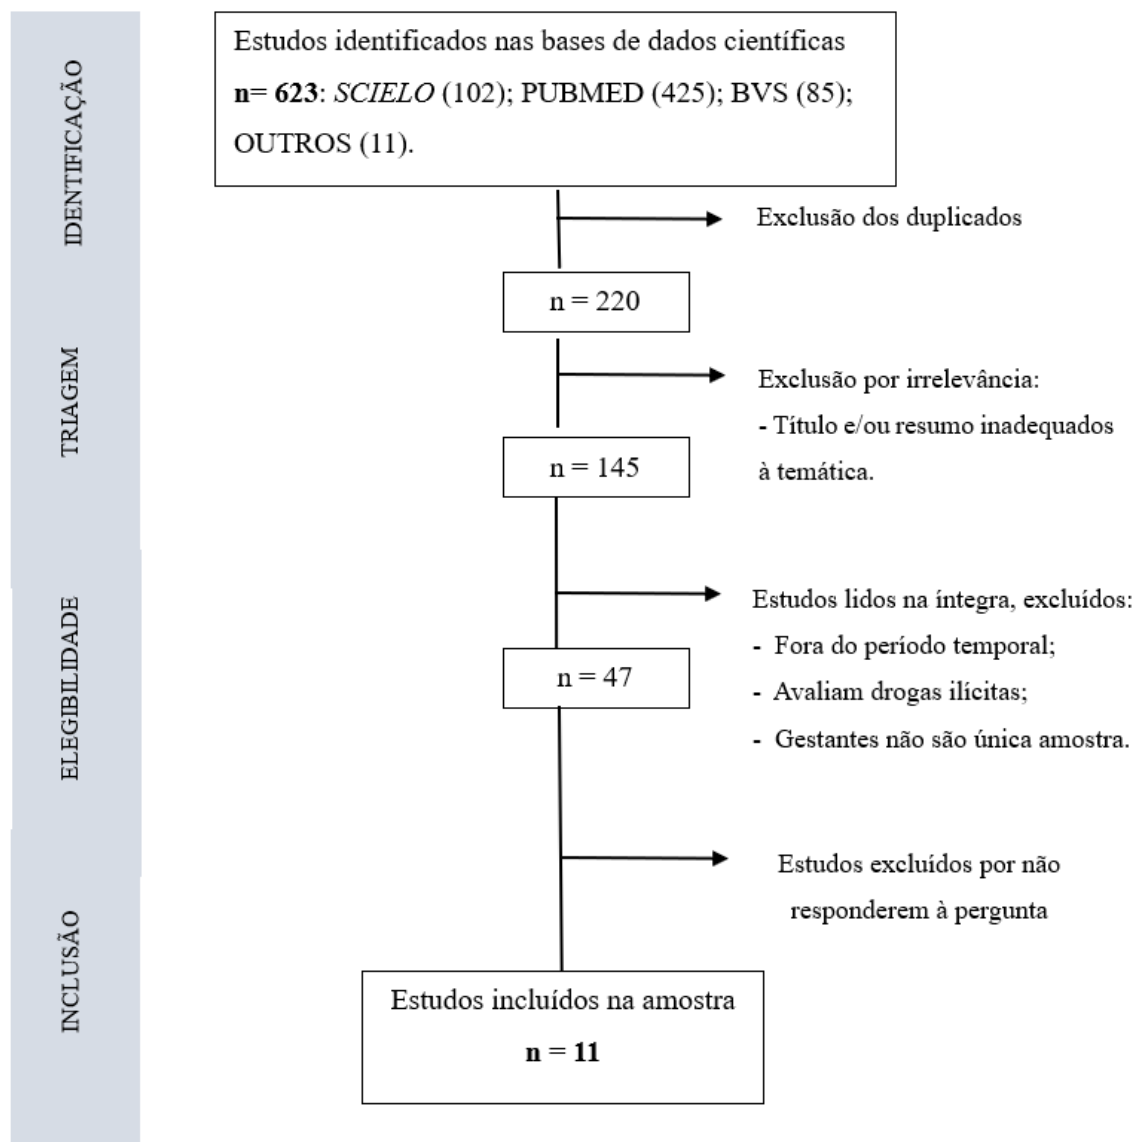 IDENTIFICAÇÃO
Estudos identificados nas bases de dados científicas
n= 623: SCIELO (102); PUBMED (425); BVS (85);
OUTROS (11).
Exclusão dos duplicados
n = 220
TRIAGEM
Exclusão por irrelevância:
- Título e/ou resumo inadequados
à temática.
n = 145
ELEGIBILIDADE
Estudos lidos na íntegra, excluídos:
- Fora do período temporal;
- Avaliam drogas ilícitas;
- Gestantes não são única amostra.
n = 47
INCLUSÃO
Estudos excluídos por não
responderem à pergunta
Estudos incluídos na amostra
n = 11